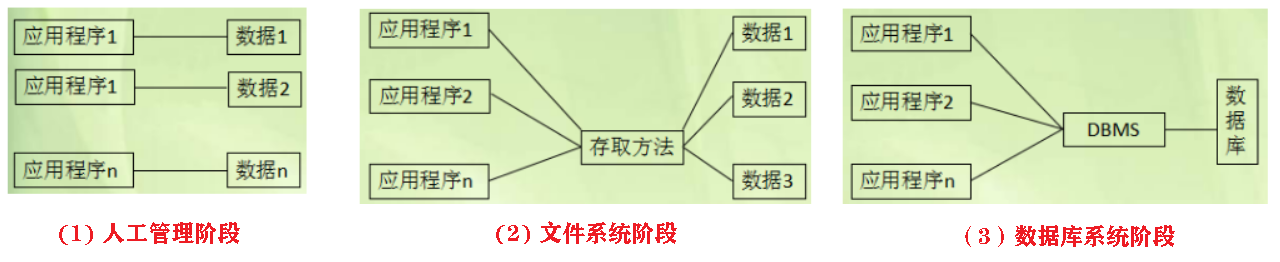 应用程序1
数据1
应用程序1
数据2
应用程序n
数据n
(1) 人工管理阶段
应用程序1
数据1
应用程序2
数据2
存取方法
应用程序n
数据3
(2) 文件系统阶段
应用程序1
应用程序2
DBMS
数据库
应用程序n
(3) 数据库系统阶段